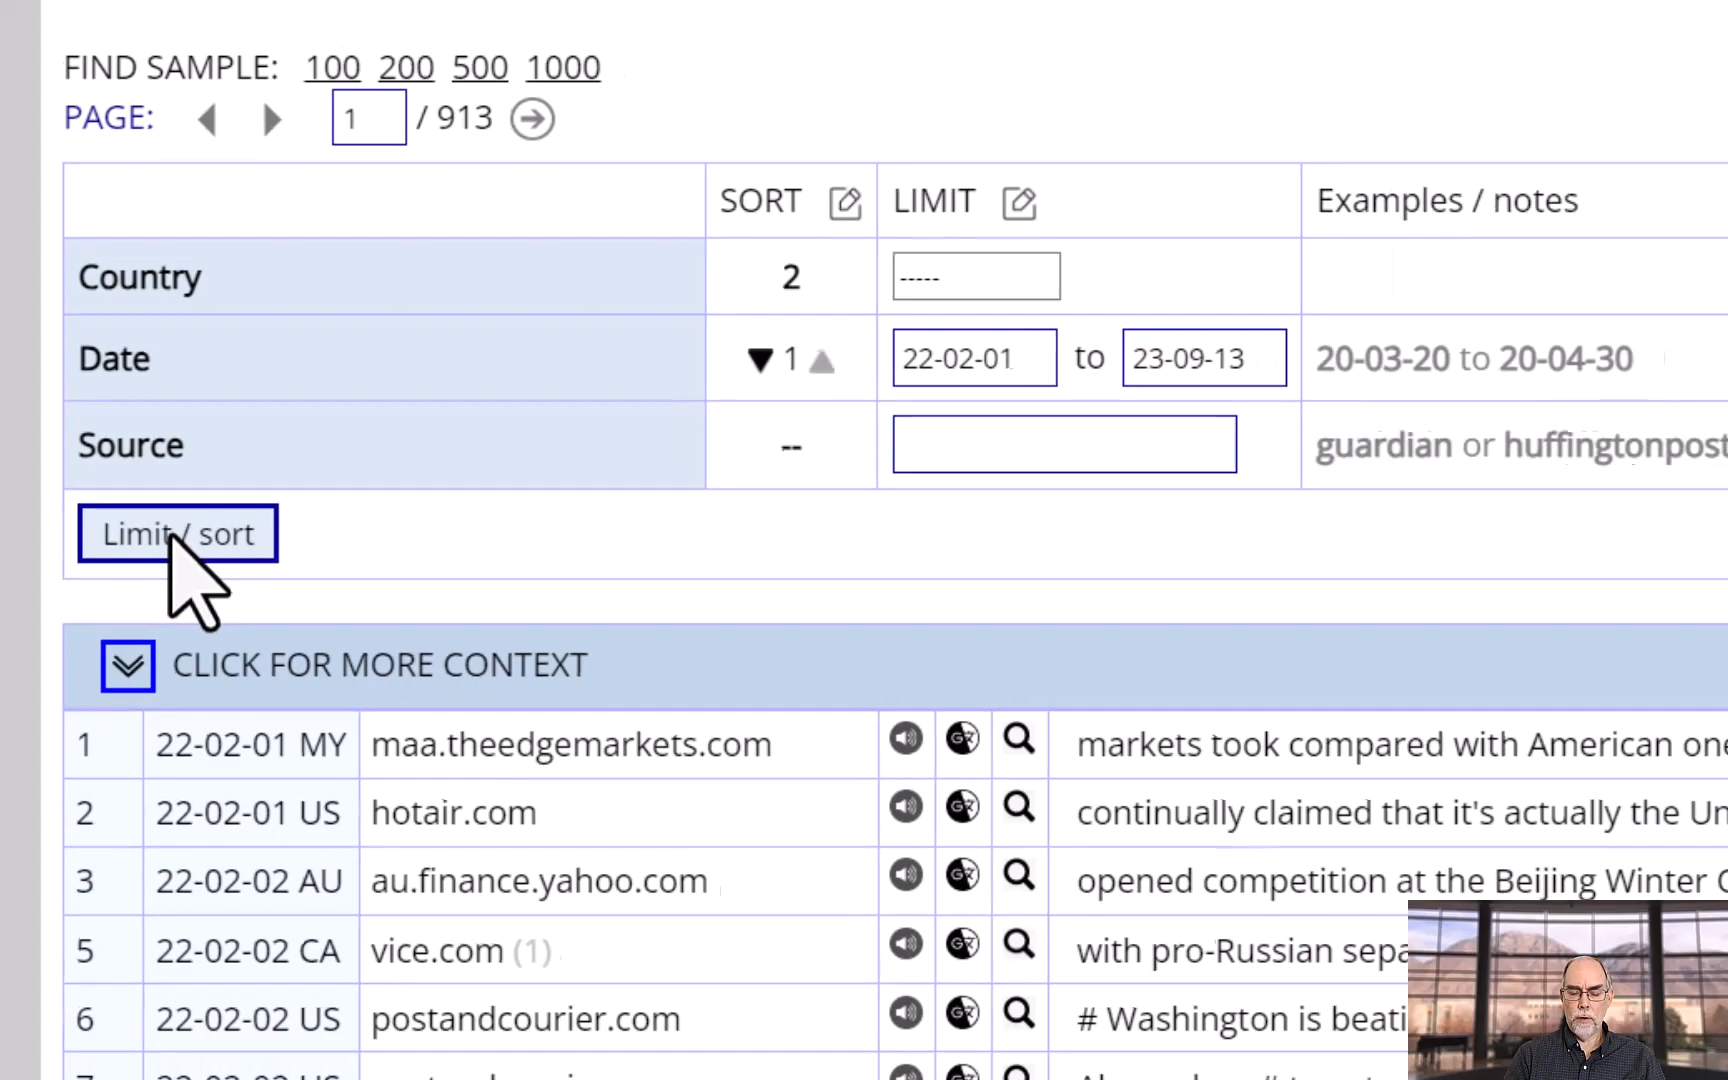 FIND SAMPLE: 100 200 500 1000
PAGE: 1 / 913
SORT LIMIT Examples / notes
Country 2 -----
Date 1 22-02-01 to 23-09-13 20-03-20 to 20-04-30
Source -- guardian or huffingtonpost
Limit / sort
CLICK FOR MORE CONTEXT
1 22-02-01 MY maa.theedgemarkets.com markets took compared with American
2 22-02-01 US hotair.com continually claimed that it's actually the
3 22-02-02 AU au.finance.yahoo.com opened competition at the Beijing Winter
5 22-02-02 CA vice.com (1) with pro-Russian
6 22-02-02 US postandcourier.com # Washington is